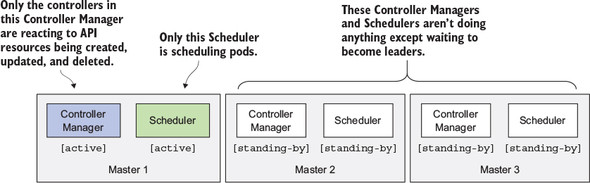 Only the controllers in
this Controller Manager
are reacting to API
resources being created,
updated, and deleted.
Only this Scheduler
is scheduling pods.
These Controller Managers
and Schedulers aren’t doing
anything except waiting to
become leaders.
Controller
Manager
Scheduler
[active]
[active]
Master 1
Controller
Manager
Scheduler
[standing-by]
[standing-by]
Master 2
Controller
Manager
Scheduler
[standing-by]
[standing-by]
Master 3